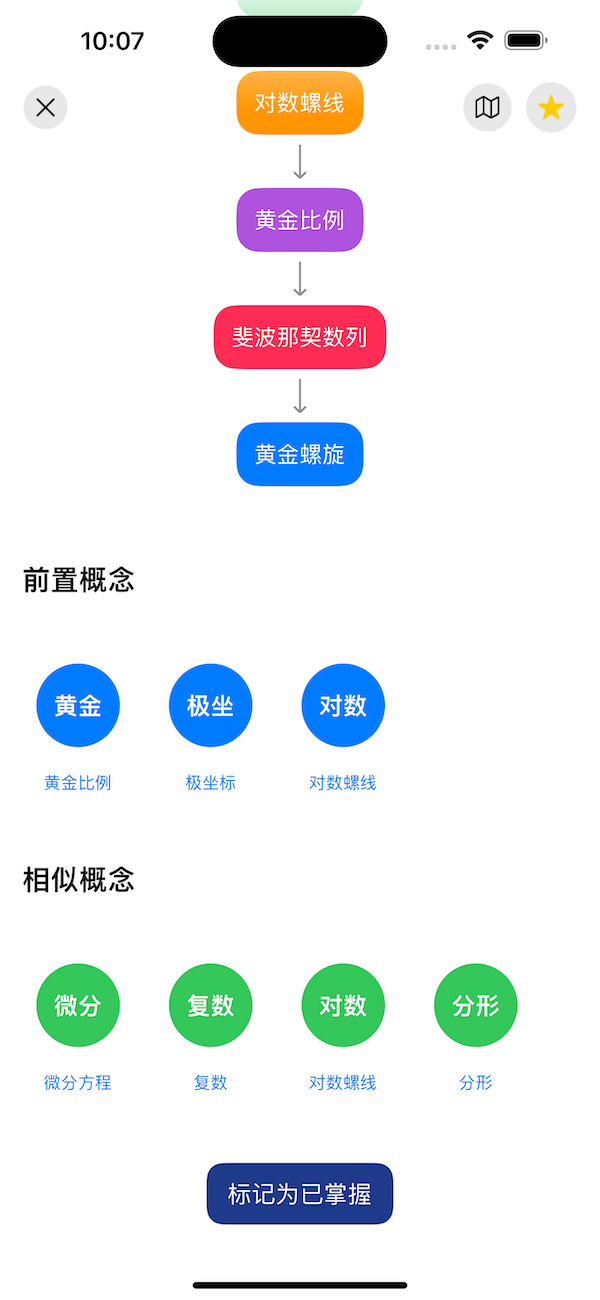 10:07
对数螺线
黄金比例
斐波那契数列
黄金螺旋
前置概念
黄金
极坐
对数
黄金比例
极坐标
对数螺线
相似概念
微分
复数
对数
分形
微分方程
复数
对数螺线
分形
标记为已掌握